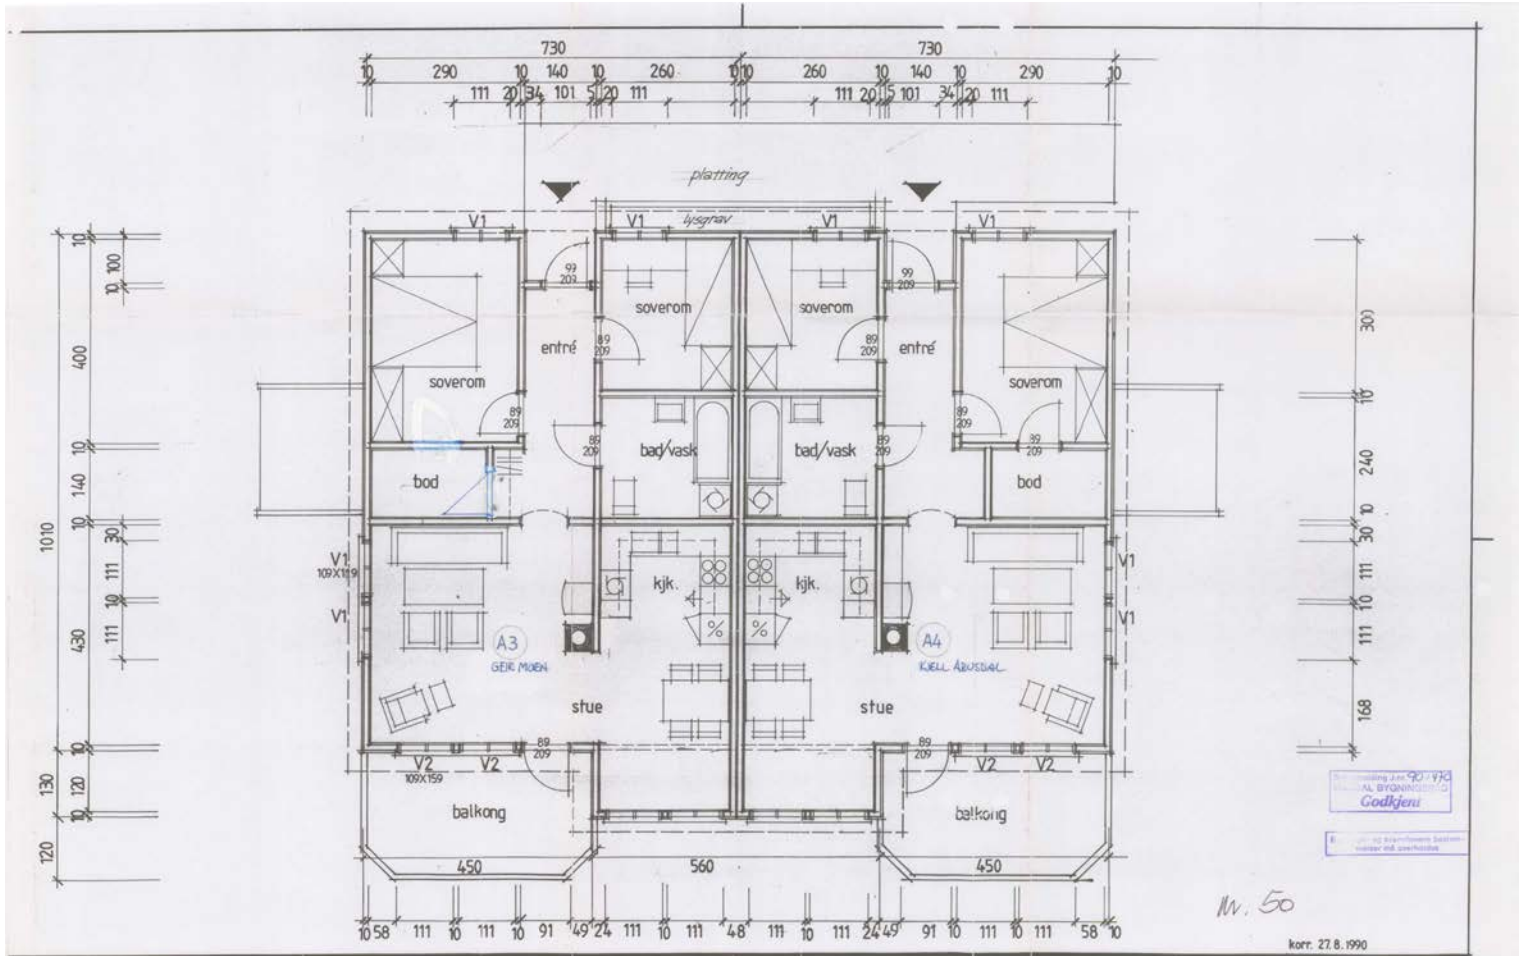 730 730
10 290 10 140 10 260 10 10 260 10 140 10 290 10
111 20 34 101 5 20 111 111 20 5 101 34 20 111
platting
V1 V1 lysgrav V1 V1
10
100
10
400
10
140
10
1010
30
111
10
111
430
10
130
120
10
120
99
209
99
209
soverom soverom
entré entré
89
209
89
209
soverom soverom
89
209
89
209
89
209
89
209
89
209
bad/vask bad/vask
bod bod
300
10
240
10
30
111
10
111
168
10
V1
109X159
V1
V1
V1
kjk. kjk.
% %
A3
GEIR MOEN
A4
KJELL ÅRUSDAL
stue stue
89
209
89
209
V2 V2 V2 V2
109X159
balkong balkong
450 560 450
10 58 111 10 111 10 91 49 24 111 10 111 48 111 10 111 24 49 91 10 111 10 111 58 10
90/470
BYGNINGSRÅD
Godkjent
Nr. 50
korr. 27.8.1990